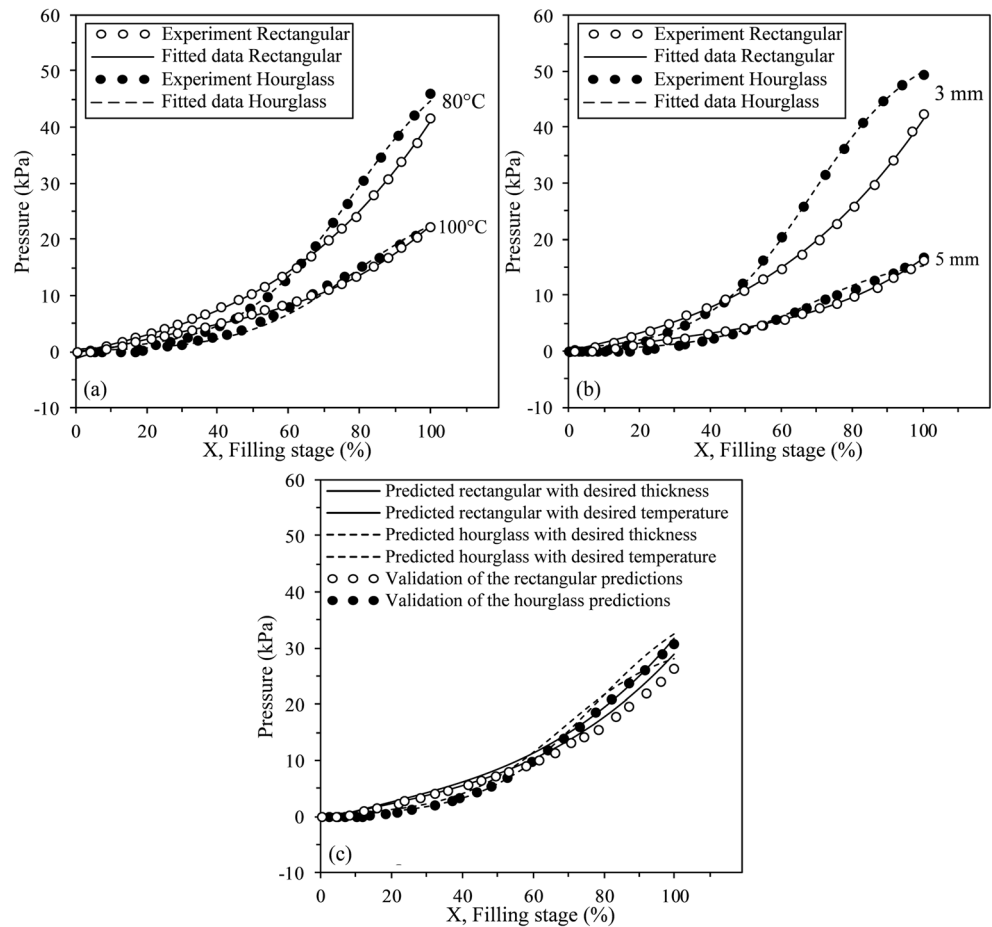 60
50
40
30
20
10
0
-10
Pressure (kPa)
Experiment Rectangular
Fitted data Rectangular
Experiment Hourglass
Fitted data Hourglass
80°C
100°C
(a)
0 20 40 60 80 100
X, Filling stage (%)
60
50
40
30
20
10
0
-10
Pressure (kPa)
Experiment Rectangular
Fitted data Rectangular
Experiment Hourglass
Fitted data Hourglass
3 mm
5 mm
(b)
0 20 40 60 80 100
X, Filling stage (%)
60
50
40
30
20
10
0
-10
Pressure (kPa)
Predicted rectangular with desired thickness
Predicted rectangular with desired temperature
Predicted hourglass with desired thickness
Predicted hourglass with desired temperature
Validation of the rectangular predictions
Validation of the hourglass predictions
(c)
0 20 40 60 80 100
X, Filling stage (%)